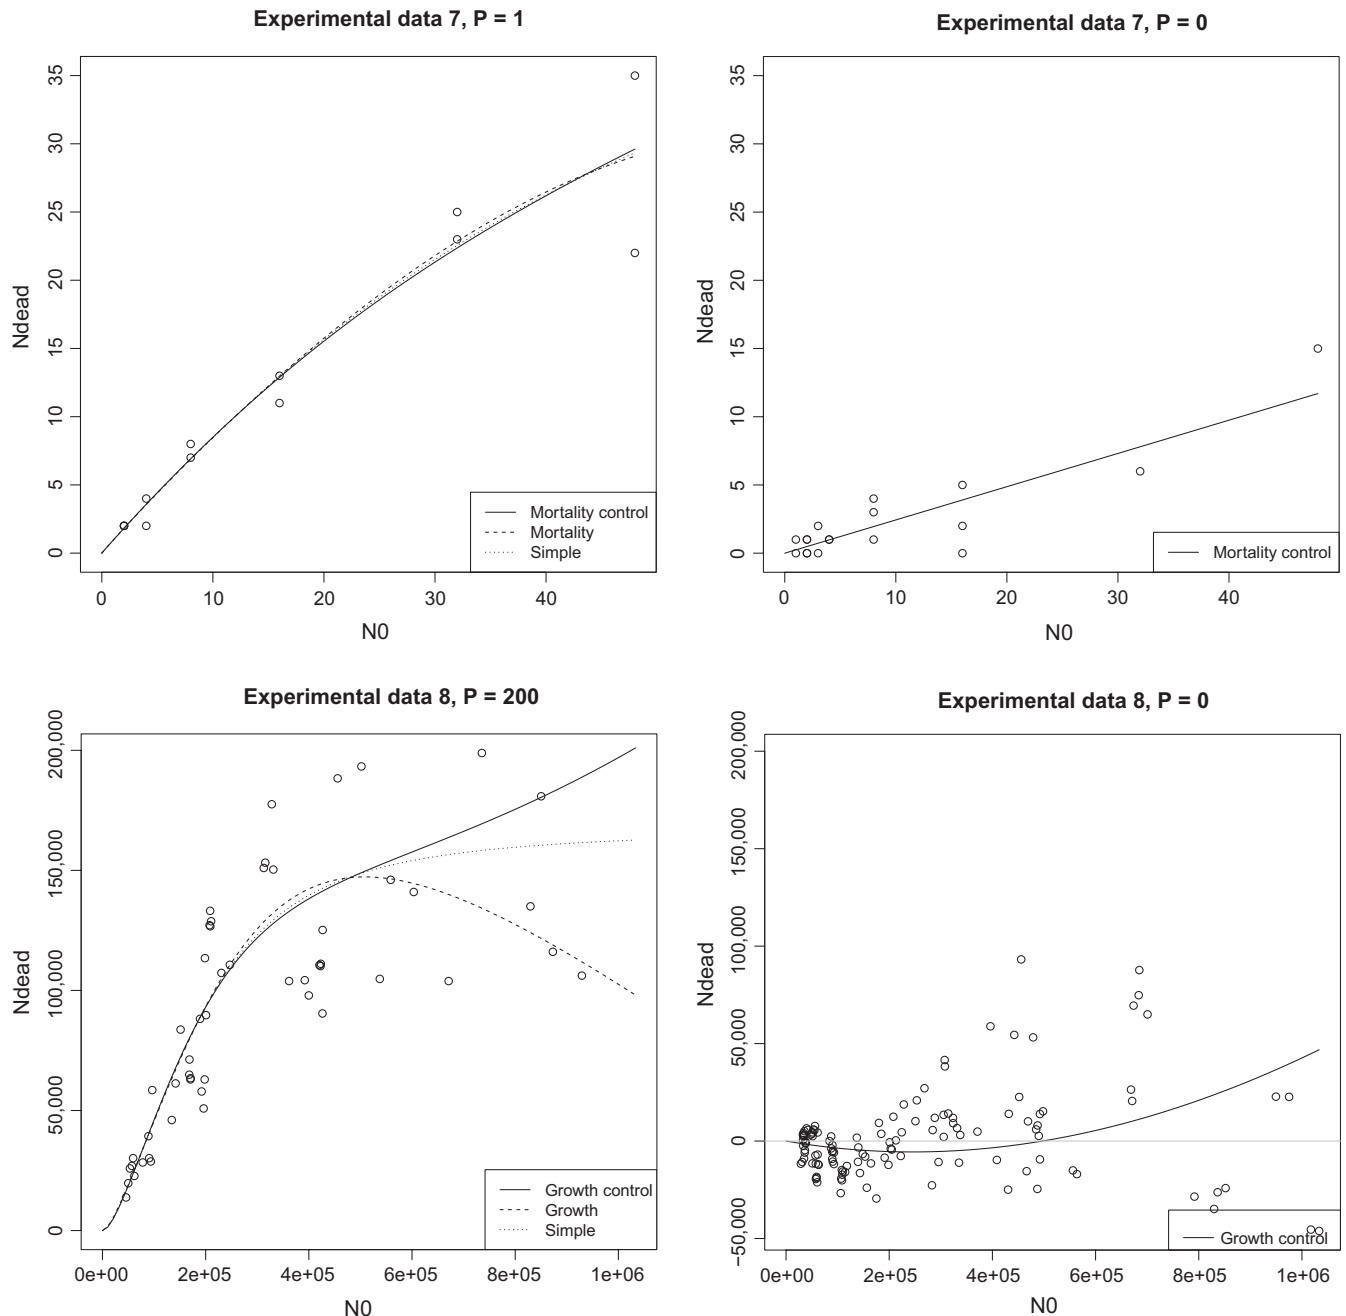 Experimental data 7, P = 1
35
30
25
20
15
10
5
0
Ndead
0 10 20 30 40
N0
Mortality control
Mortality
Simple
Experimental data 7, P = 0
35
30
25
20
15
10
5
0
Ndead
0 10 20 30 40
N0
Mortality control
Experimental data 8, P = 200
200,000
150,000
100,000
50,000
0
Ndead
0e+00 2e+05 4e+05 6e+05 8e+05 1e+06
N0
Growth control
Growth
Simple
Experimental data 8, P = 0
200,000
150,000
100,000
50,000
0
−50,000
Ndead
0e+00 2e+05 4e+05 6e+05 8e+05 1e+06
N0
Growth control